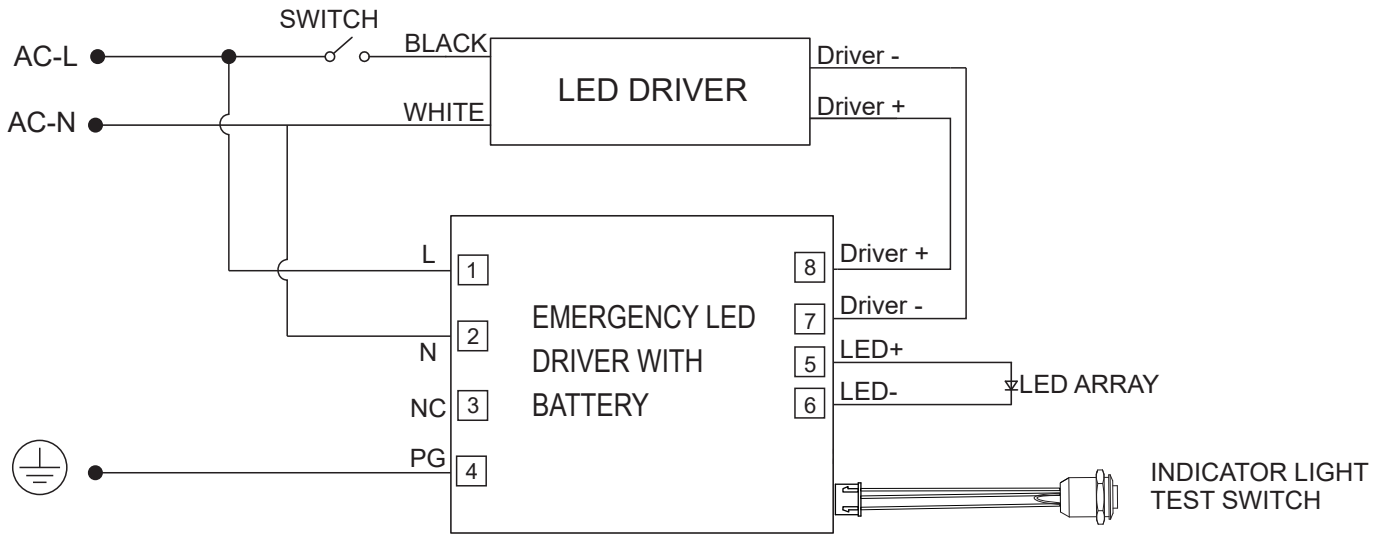 SWITCH
AC-L
BLACK
LED DRIVER
Driver -
AC-N
WHITE
Driver +
L
1
8
Driver +
EMERGENCY LED
DRIVER WITH
BATTERY
2
N
7
Driver -
5
LED+
NC
3
6
LED-
LED ARRAY
PG
4
INDICATOR LIGHT
TEST SWITCH